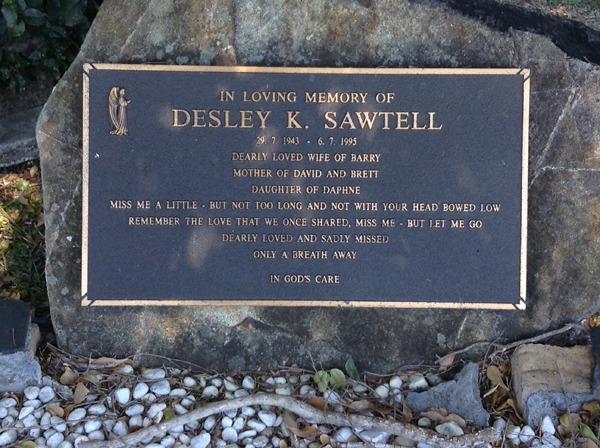 IN LOVING MEMORY OF
DESLEY K. SAWTELL
29. 7. 1943 - 6. 7. 1995
DEARLY LOVED WIFE OF BARRY
MOTHER OF DAVID AND BRETT
DAUGHTER OF DAPHNE
MISS ME A LITTLE - BUT NOT TOO LONG AND NOT WITH YOUR HEAD BOWED LOW
REMEMBER THE LOVE THAT WE ONCE SHARED, MISS ME - BUT LET ME GO
DEARLY LOVED AND SADLY MISSED
ONLY A BREATH AWAY
IN GOD'S CARE